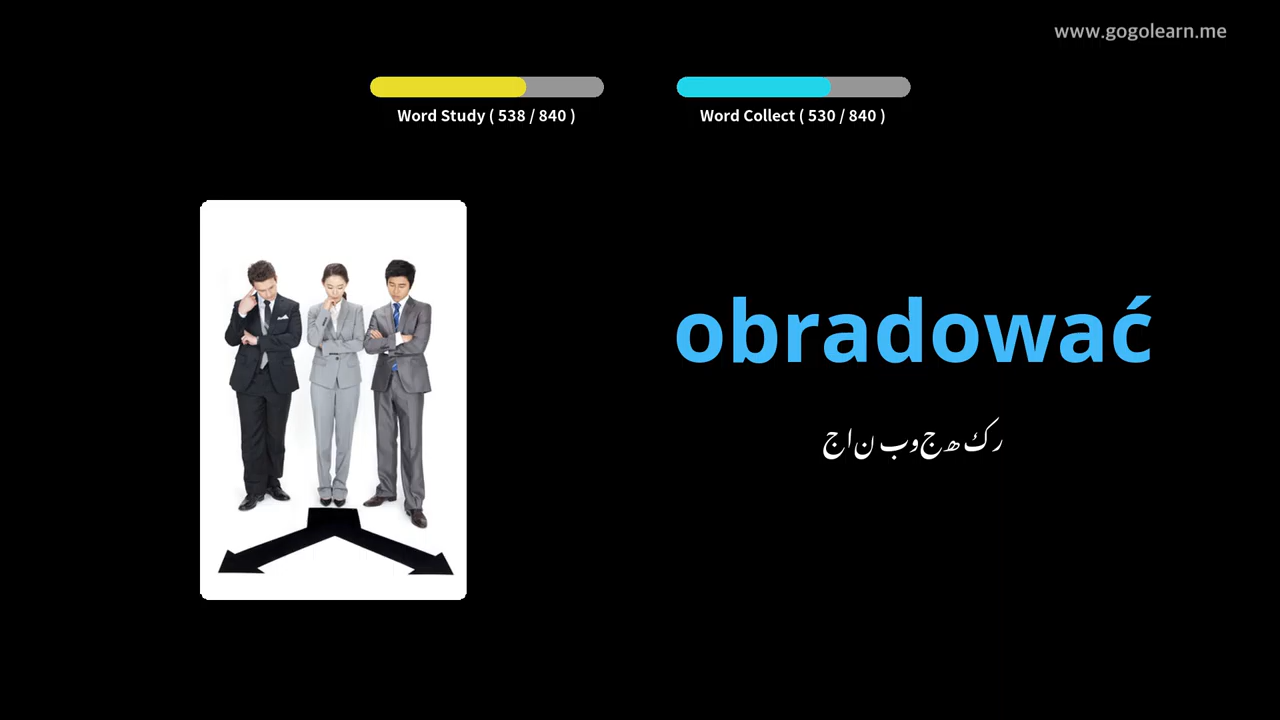 www.gogolearn.me
Word Study ( 538 / 840 )
Word Collect ( 530 / 840 )
obradować
جان بوجھ کر